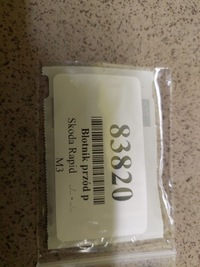 83820
Błotnik przód p
Skoda Rapid ../.-..
M3